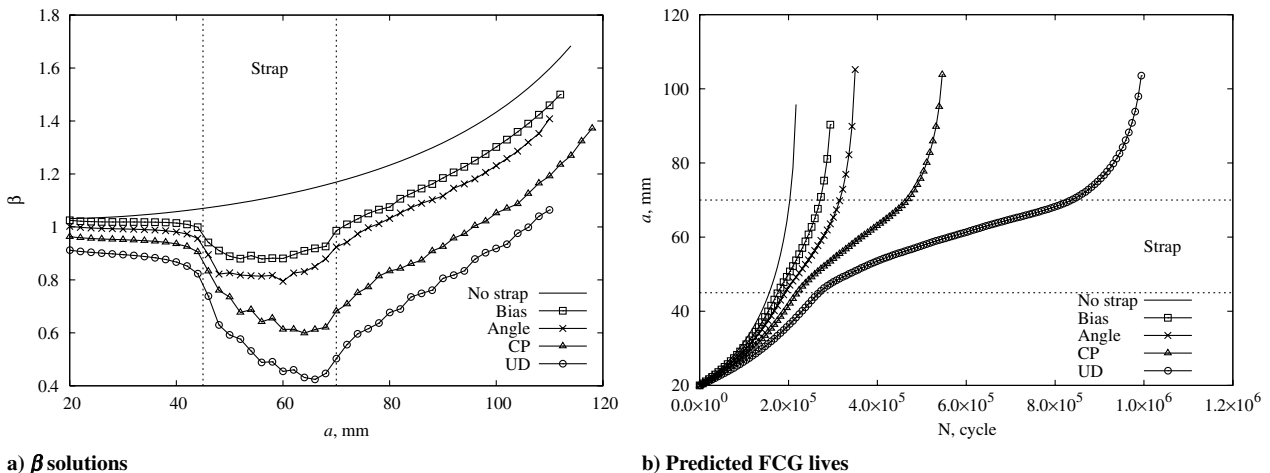 1.8
1.6
1.4
1.2
1
0.8
0.6
0.4
β
Strap
No strap
Bias
Angle
CP
UD
20 40 60 80 100 120
a, mm
a) β solutions
120
100
80
60
40
20
a, mm
Strap
No strap
Bias
Angle
CP
UD
0.0×10⁰ 2.0×10⁵ 4.0×10⁵ 6.0×10⁵ 8.0×10⁵ 1.0×10⁶ 1.2×10⁶
N, cycle
b) Predicted FCG lives